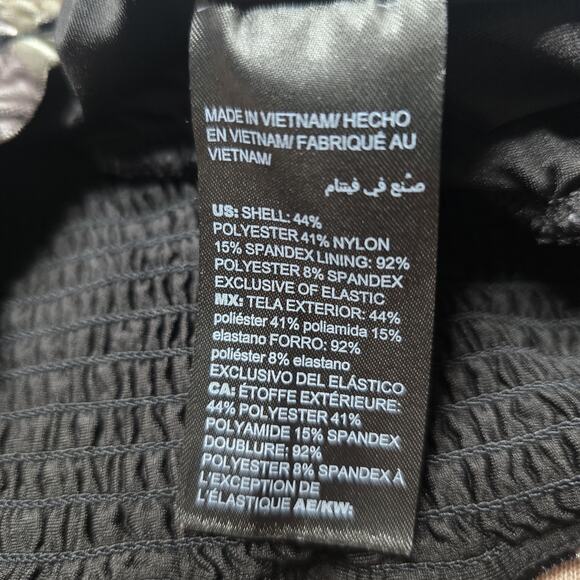 MADE IN VIETNAM/ HECHO
EN VIETNAM/ FABRIQUÉ AU
VIETNAM/
صنع في فيتنام
US: SHELL: 44%
POLYESTER 41% NYLON
15% SPANDEX LINING: 92%
POLYESTER 8% SPANDEX
EXCLUSIVE OF ELASTIC
MX: TELA EXTERIOR: 44%
poliéster 41% poliamida 15%
elastano FORRO: 92%
poliéster 8% elastano
EXCLUSIVO DEL ELÁSTICO
CA: ÉTOFFE EXTÉRIEURE:
44% POLYESTER 41%
POLYAMIDE 15% SPANDEX
DOUBLURE: 92%
POLYESTER 8% SPANDEX À
L'EXCEPTION DE
L'ÉLASTIQUE AE/KW: